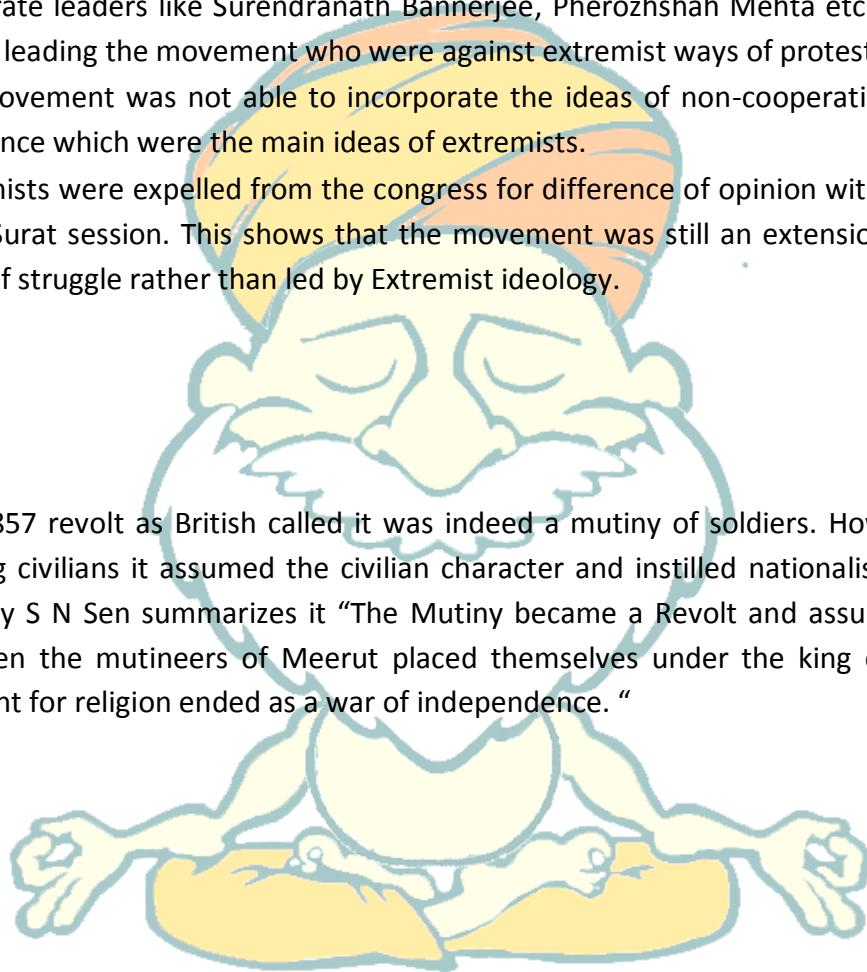 rate leaders like Surendranath Bannerjee, Pherozhshah Mehta etc
leading the movement who were against extremist ways of protest
ovement was not able to incorporate the ideas of non-cooperati
nce which were the main ideas of extremists.
nists were expelled from the congress for difference of opinion wit
Surat session. This shows that the movement was still an extensio
f struggle rather than led by Extremist ideology.
857 revolt as British called it was indeed a mutiny of soldiers. Ho
g civilians it assumed the civilian character and instilled nationalis
y S N Sen summarizes it “The Mutiny became a Revolt and assu
en the mutineers of Meerut placed themselves under the king
nt for religion ended as a war of independence. “